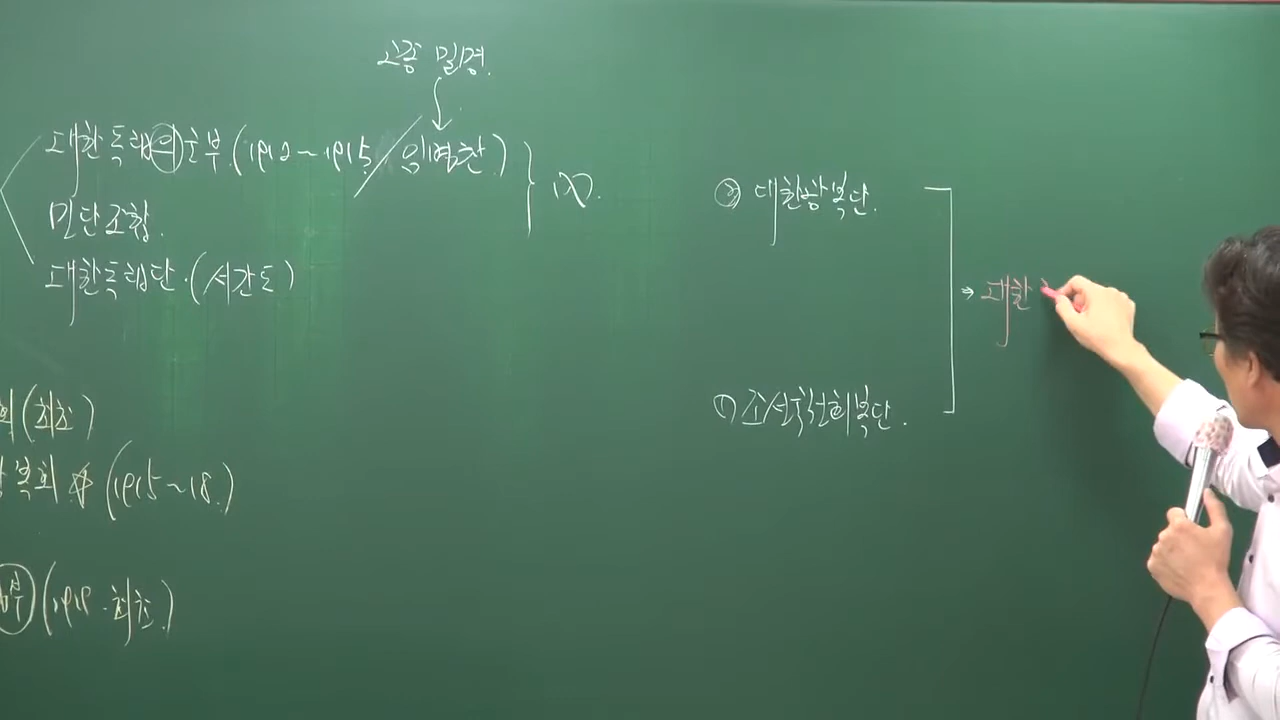 고종 밀명.
대한독립의군부.(1912~1915. 임병찬)
민단조합.
대한독립단.(서간도)
(X).
회(최초)
복회 ☆ (1915~18.)
(1919. 최초)
② 대한광복단.
⇒ 대한
① 조선국권회복단.